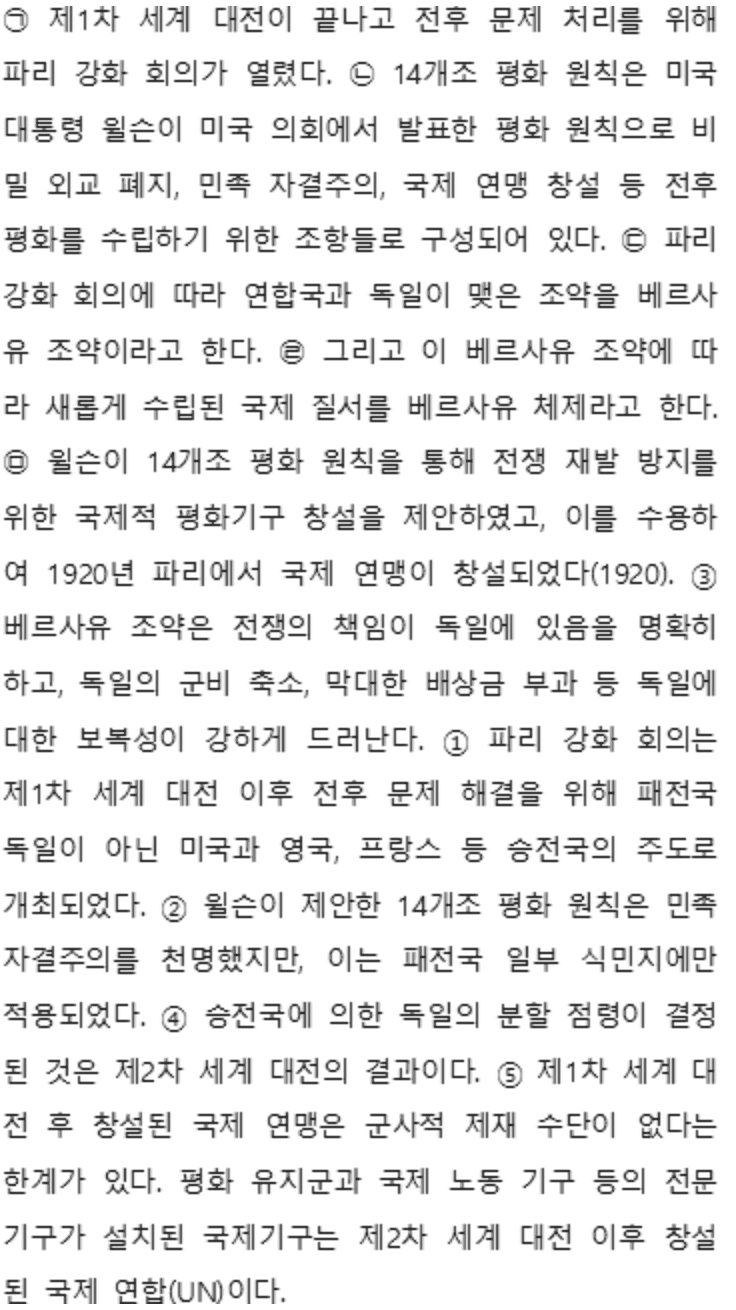 ㉠ 제1차 세계 대전이 끝나고 전후 문제 처리를 위해
파리 강화 회의가 열렸다. ㉡ 14개조 평화 원칙은 미국
대통령 윌슨이 미국 의회에서 발표한 평화 원칙으로 비
밀 외교 폐지, 민족 자결주의, 국제 연맹 창설 등 전후
평화를 수립하기 위한 조항들로 구성되어 있다. ㉢ 파리
강화 회의에 따라 연합국과 독일이 맺은 조약을 베르사
유 조약이라고 한다. ㉣ 그리고 이 베르사유 조약에 따
라 새롭게 수립된 국제 질서를 베르사유 체제라고 한다.
㉤ 윌슨이 14개조 평화 원칙을 통해 전쟁 재발 방지를
위한 국제적 평화기구 창설을 제안하였고, 이를 수용하
여 1920년 파리에서 국제 연맹이 창설되었다(1920). ③
베르사유 조약은 전쟁의 책임이 독일에 있음을 명확히
하고, 독일의 군비 축소, 막대한 배상금 부과 등 독일에
대한 보복성이 강하게 드러난다. ① 파리 강화 회의는
제1차 세계 대전 이후 전후 문제 해결을 위해 패전국
독일이 아닌 미국과 영국, 프랑스 등 승전국의 주도로
개최되었다. ② 윌슨이 제안한 14개조 평화 원칙은 민족
자결주의를 천명했지만, 이는 패전국 일부 식민지에만
적용되었다. ④ 승전국에 의한 독일의 분할 점령이 결정
된 것은 제2차 세계 대전의 결과이다. ⑤ 제1차 세계 대
전 후 창설된 국제 연맹은 군사적 제재 수단이 없다는
한계가 있다. 평화 유지군과 국제 노동 기구 등의 전문
기구가 설치된 국제기구는 제2차 세계 대전 이후 창설
된 국제 연합(UN)이다.